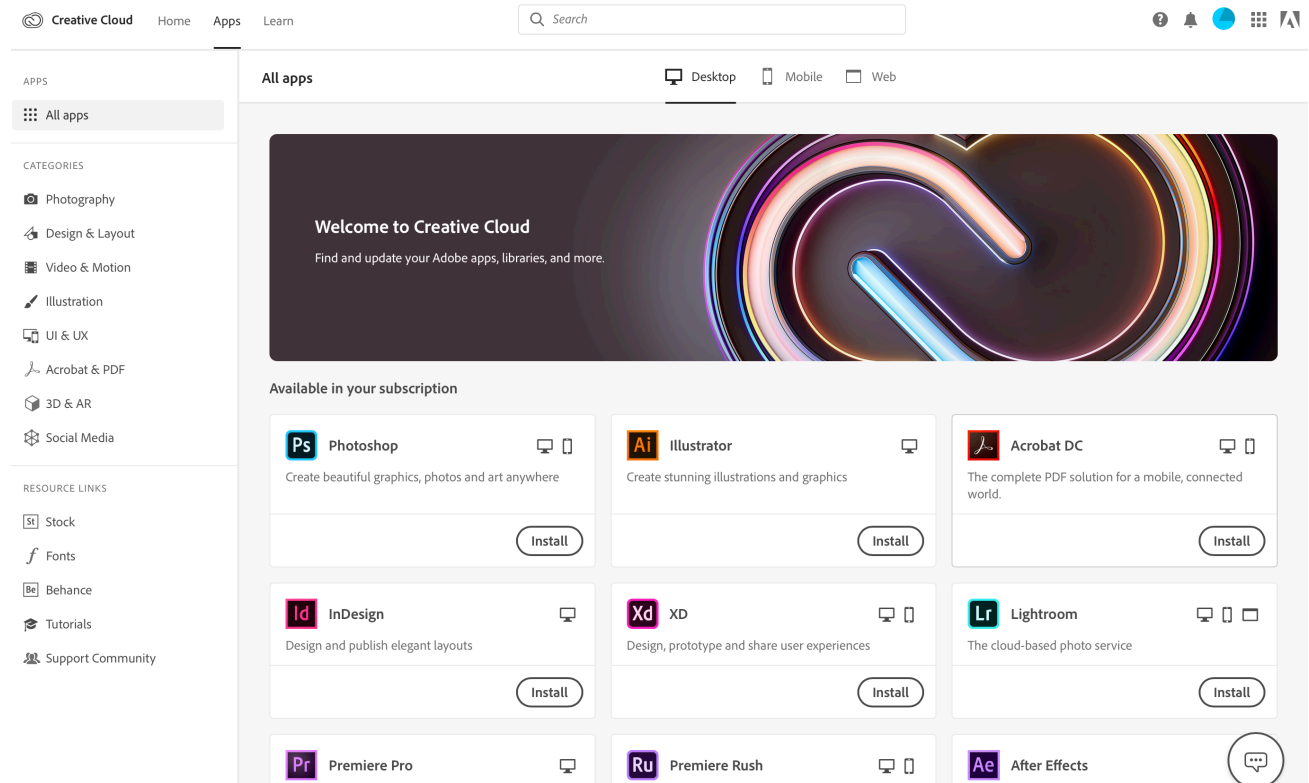 Creative Cloud Home Apps Learn Search
APPS
All apps
CATEGORIES
Photography
Design & Layout
Video & Motion
Illustration
UI & UX
Acrobat & PDF
3D & AR
Social Media
RESOURCE LINKS
St Stock
Fonts
Be Behance
Tutorials
Support Community
All apps Desktop Mobile Web
Welcome to Creative Cloud
Find and update your Adobe apps, libraries, and more.
Available in your subscription
Ps Photoshop
Create beautiful graphics, photos and art anywhere
Install
Ai Illustrator
Create stunning illustrations and graphics
Install
Acrobat DC
The complete PDF solution for a mobile, connected
world.
Install
Id InDesign
Design and publish elegant layouts
Install
Xd XD
Design, prototype and share user experiences
Install
Lr Lightroom
The cloud-based photo service
Install
Pr Premiere Pro
Ru Premiere Rush
Ae After Effects